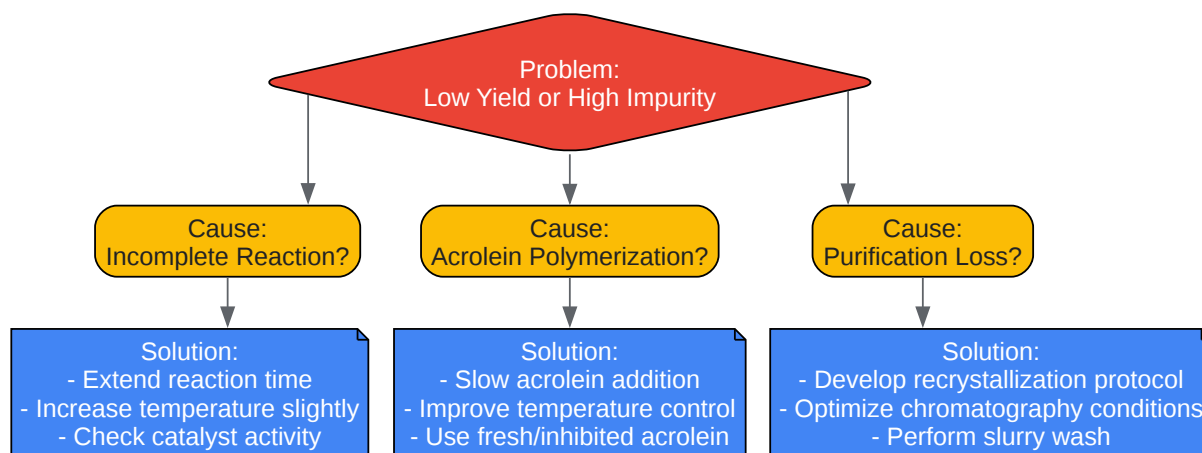 Problem:
Low Yield or High Impurity
Cause:
Incomplete Reaction?
Cause:
Acrolein Polymerization?
Cause:
Purification Loss?
Solution:
- Extend reaction time
- Increase temperature slightly
- Check catalyst activity
Solution:
- Slow acrolein addition
- Improve temperature control
- Use fresh/inhibited acrolein
Solution:
- Develop recrystallization protocol
- Optimize chromatography conditions
- Perform slurry wash